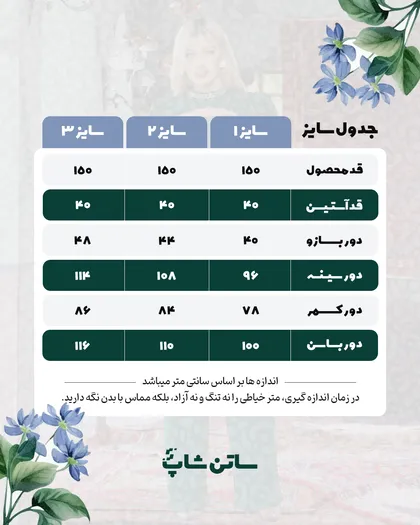 جدول سایز سایز ۱ سایز ۲ سایز ۳
قد محصول ۱۵۰ ۱۵۰ ۱۵۰
قد آستین ۴۰ ۴۰ ۴۰
دور بازو ۴۰ ۴۴ ۴۸
دور سینه ۹۶ ۱۰۸ ۱۱۴
دور کمر ۷۸ ۸۴ ۸۶
دور باسن ۱۰۰ ۱۱۰ ۱۱۶
اندازه ها بر اساس سانتی متر میباشد
در زمان اندازه گیری، متر خیاطی را نه تنگ و نه آزاد، بلکه مماس با بدن نگه دارید.
ساتن شاپ